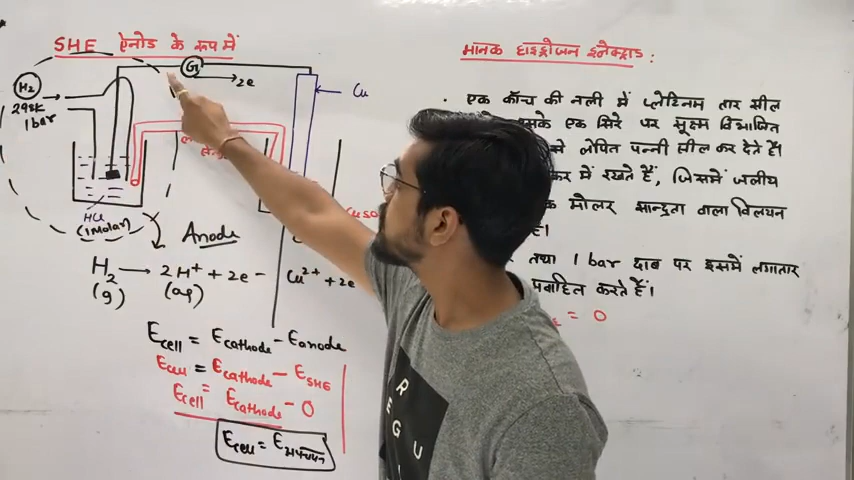 SHE ऐनोड के रूप में
G
2e
H₂
298K
1bar
Cu
HCl
(1Molar)
Anode
H₂ → 2H⁺ + 2e-
(g) (aq)
Cu²⁺ + 2e
Ecell = Ecathode - Eanode
Ecell = Ecathode - ESHE
Ecell = Ecathode - 0
Ecell =
मानक हाइड्रोजन इलेक्ट्राड :
• एक काँच की नली में प्लेटिनम तार सील
एक सिरे पर सूक्ष्म विभाजित
से लेपित पन्नी सील कर देते हैं।
में रखते हैं, जिसमें जलीय
मोलर सान्द्रता वाला विलयन
है।
तथा 1 bar दाब पर इसमें लगातार
प्रवाहित करते हैं।
= 0
R
E
G U